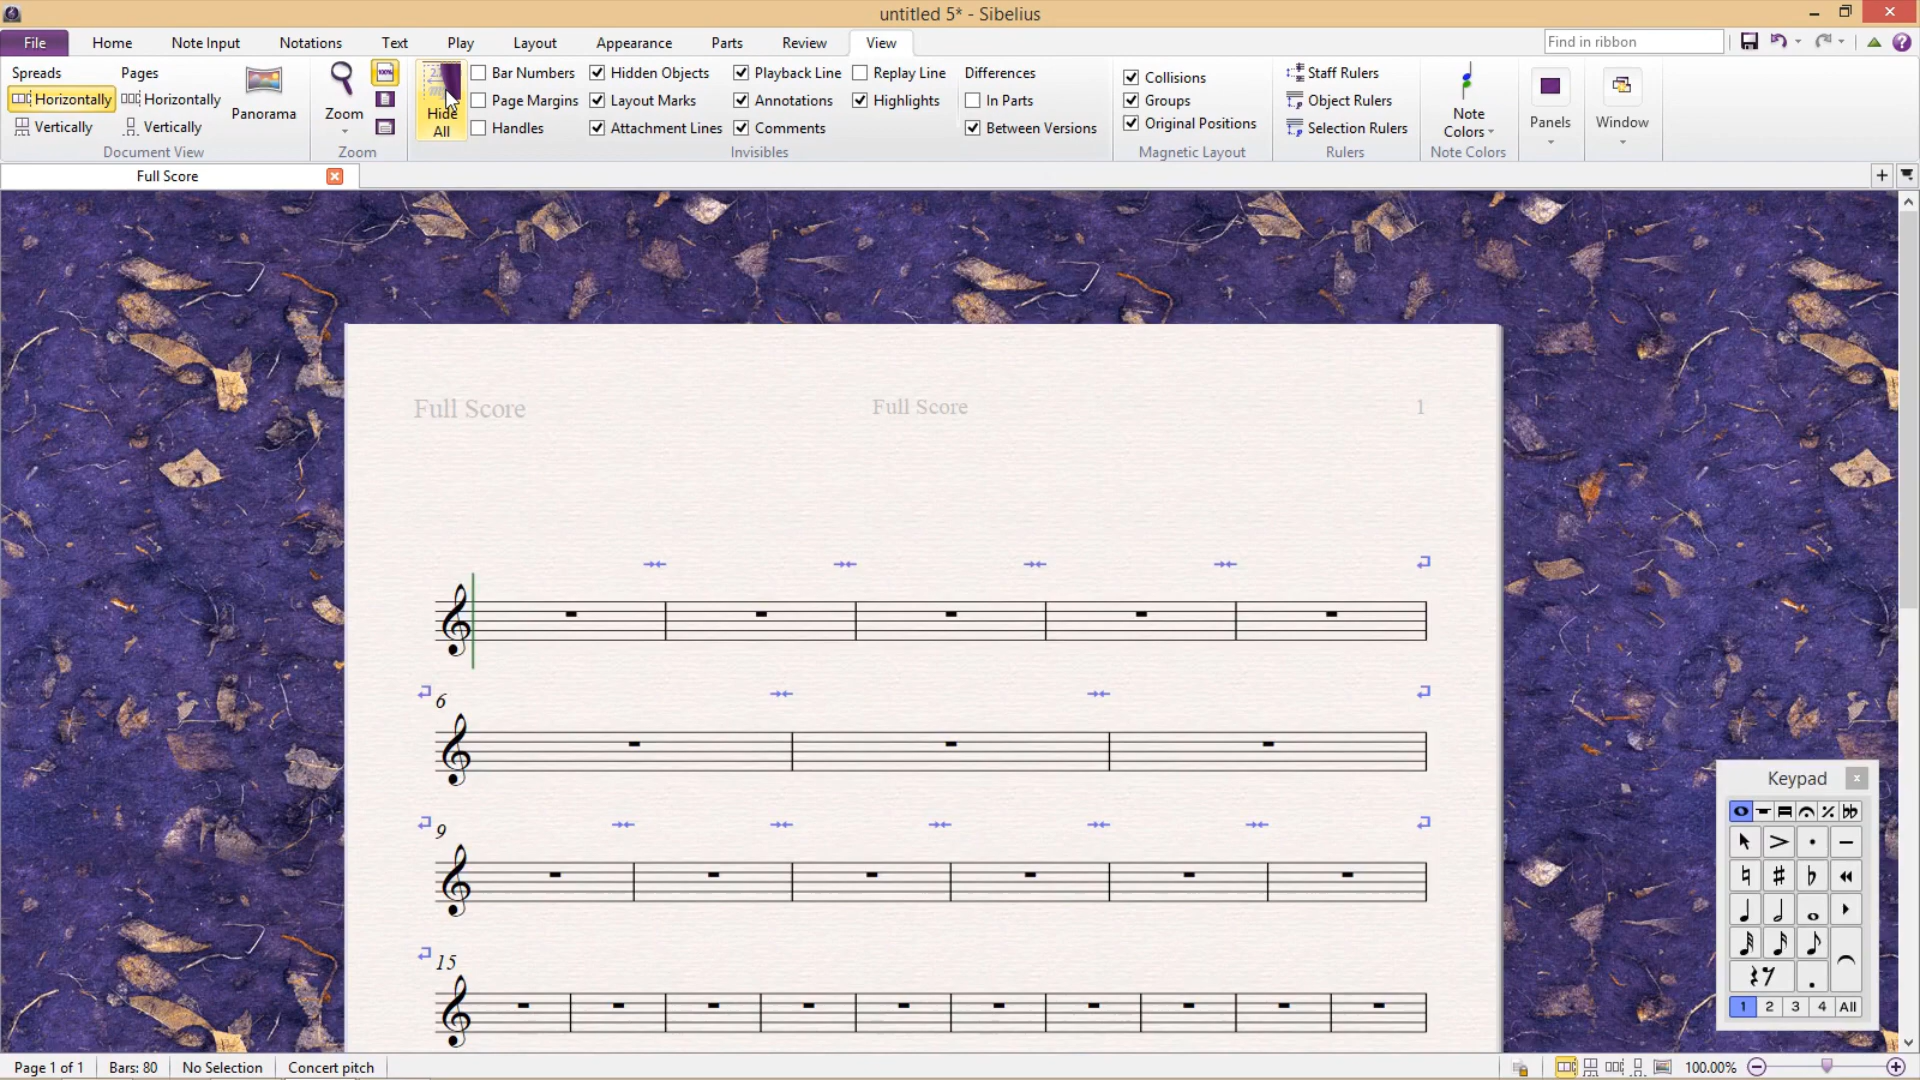 untitled 5* - Sibelius
File Home Note Input Notations Text Play Layout Appearance Parts Review View Find in ribbon
Spreads Pages
Horizontally Horizontally
Vertically Vertically
Panorama
Document View
100%
Zoom
Zoom
Hide
All
Bar Numbers Hidden Objects Playback Line Replay Line
Page Margins Layout Marks Annotations Highlights
Handles Attachment Lines Comments
Differences
In Parts
Between Versions
Invisibles
Collisions
Groups
Original Positions
Magnetic Layout
Staff Rulers
Object Rulers
Selection Rulers
Rulers
Note
Colors
Note Colors
Panels
Window
Full Score
Full Score Full Score 1
6
9
15
Keypad
1 2 3 4 All
Page 1 of 1 Bars: 80 No Selection Concert pitch 100.00%